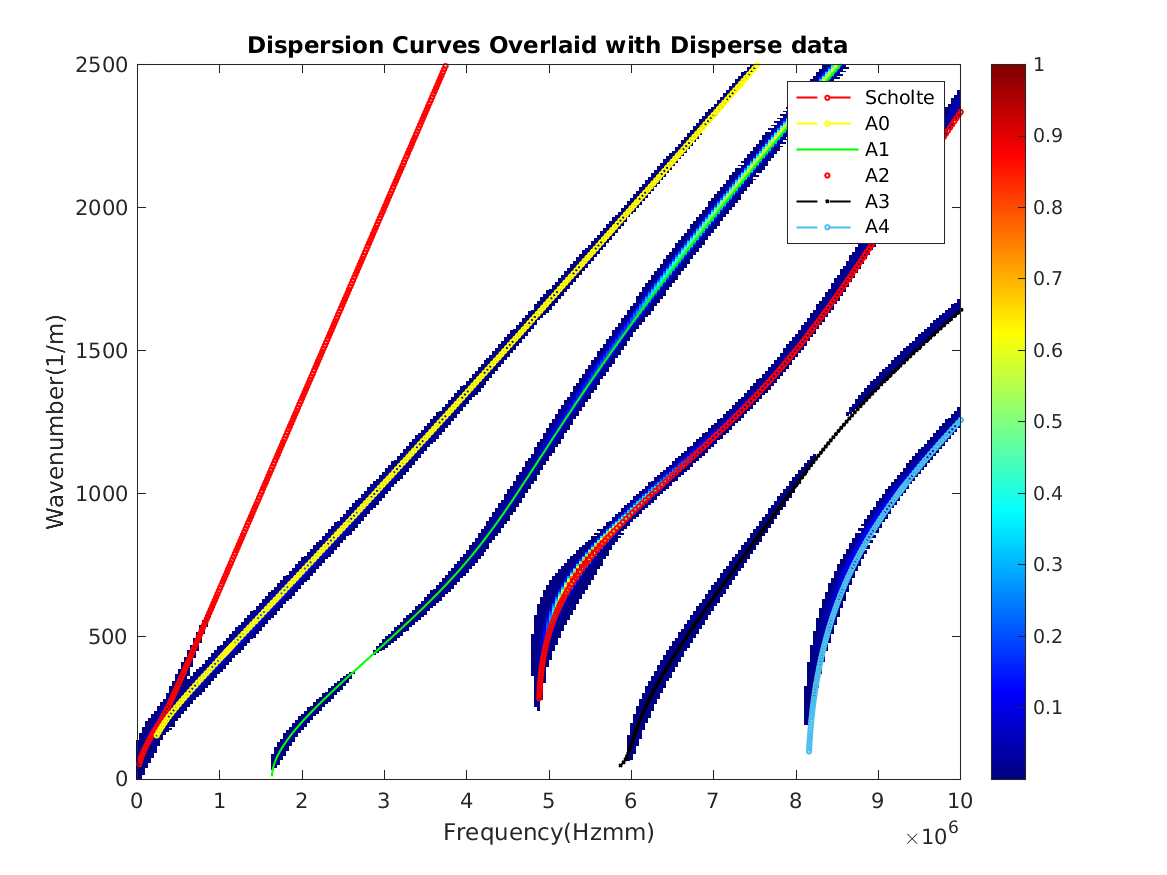 Dispersion Curves Overlaid with Disperse data
2500
2000
1500
1000
500
0
Wavenumber(1/m)
0 1 2 3 4 5 6 7 8 9 10
Frequency(Hzmm)
×10^6
Scholte
A0
A1
A2
A3
A4
1
0.9
0.8
0.7
0.6
0.5
0.4
0.3
0.2
0.1